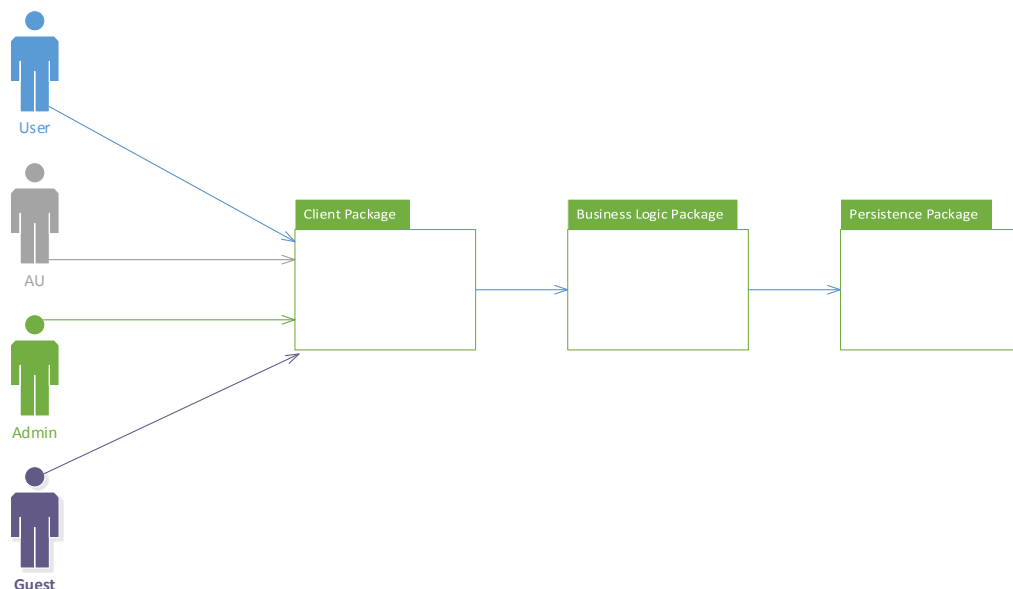 User
AU
Admin
Guest
Client Package
Business Logic Package
Persistence Package